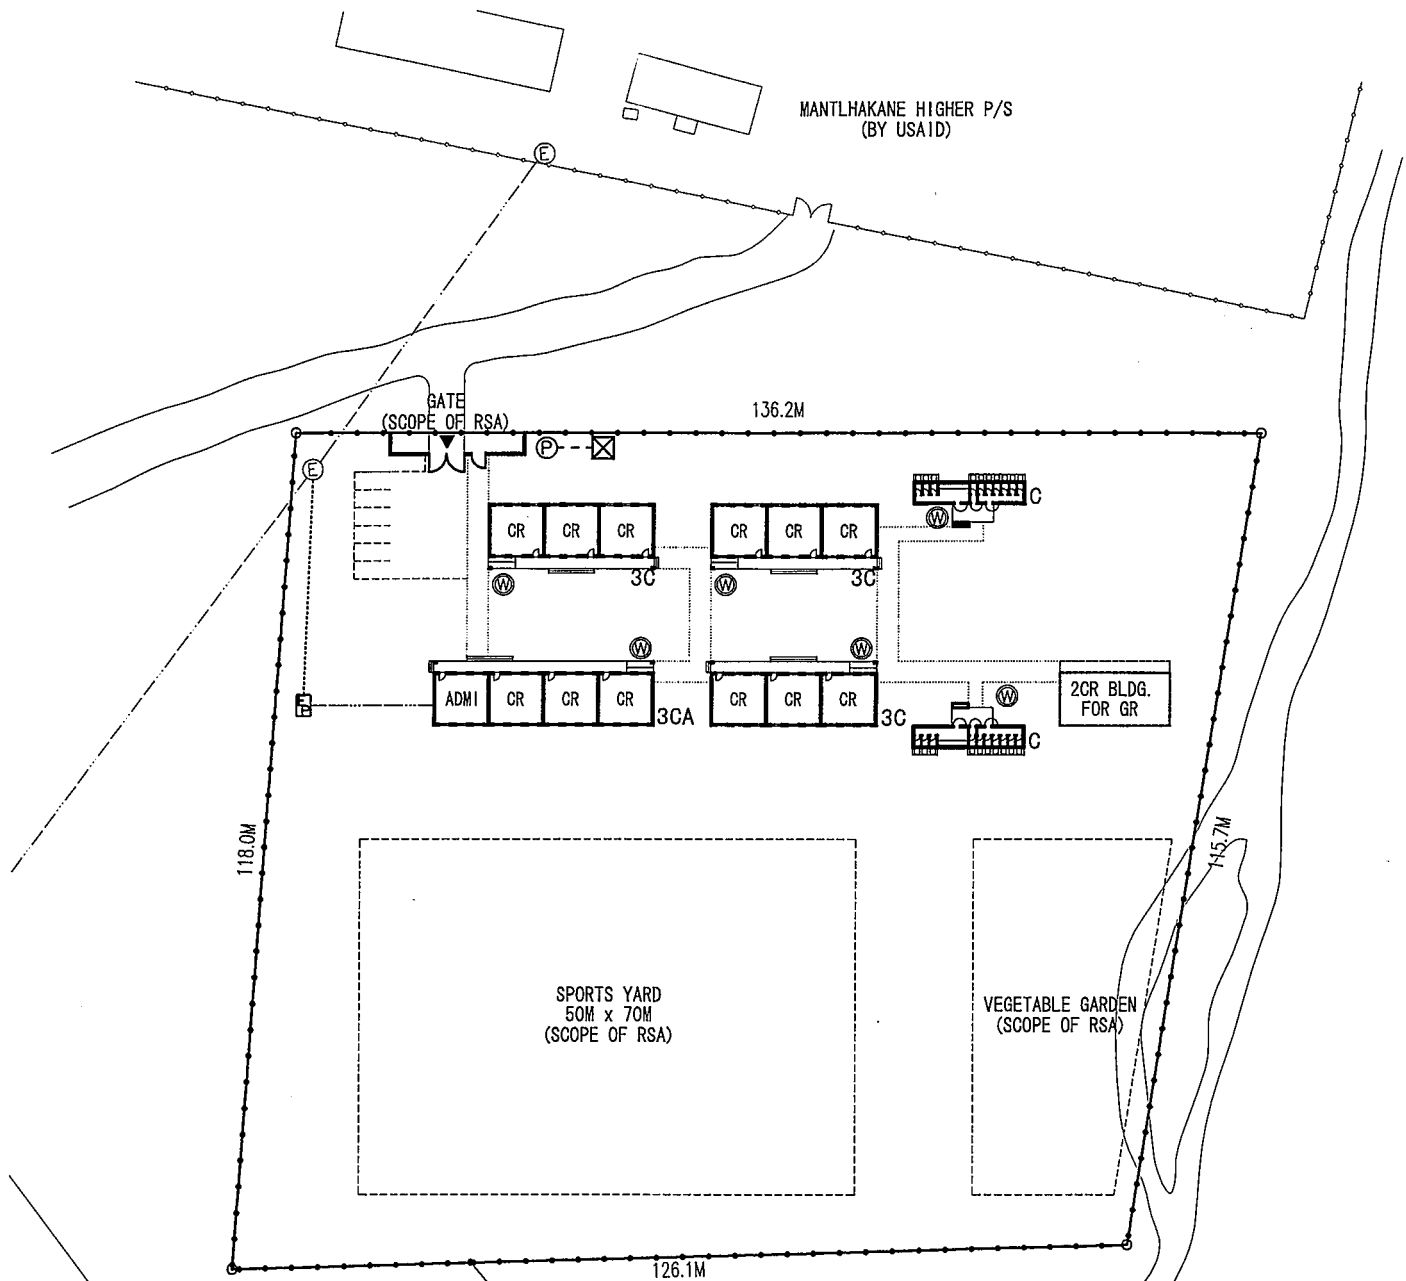 MANTLHAKANE HIGHER P/S
(BY USAID)
E
GATE
(SCOPE OF RSA)
136.2M
P
E
C
W
CR
CR
CR
CR
CR
CR
3C
3C
W
W
W
W
ADMI
CR
CR
CR
3CA
CR
CR
CR
3C
W
C
2CR BLDG.
FOR GR
118.0M
115.7M
SPORTS YARD
50M x 70M
(SCOPE OF RSA)
VEGETABLE GARDEN
(SCOPE OF RSA)
126.1M